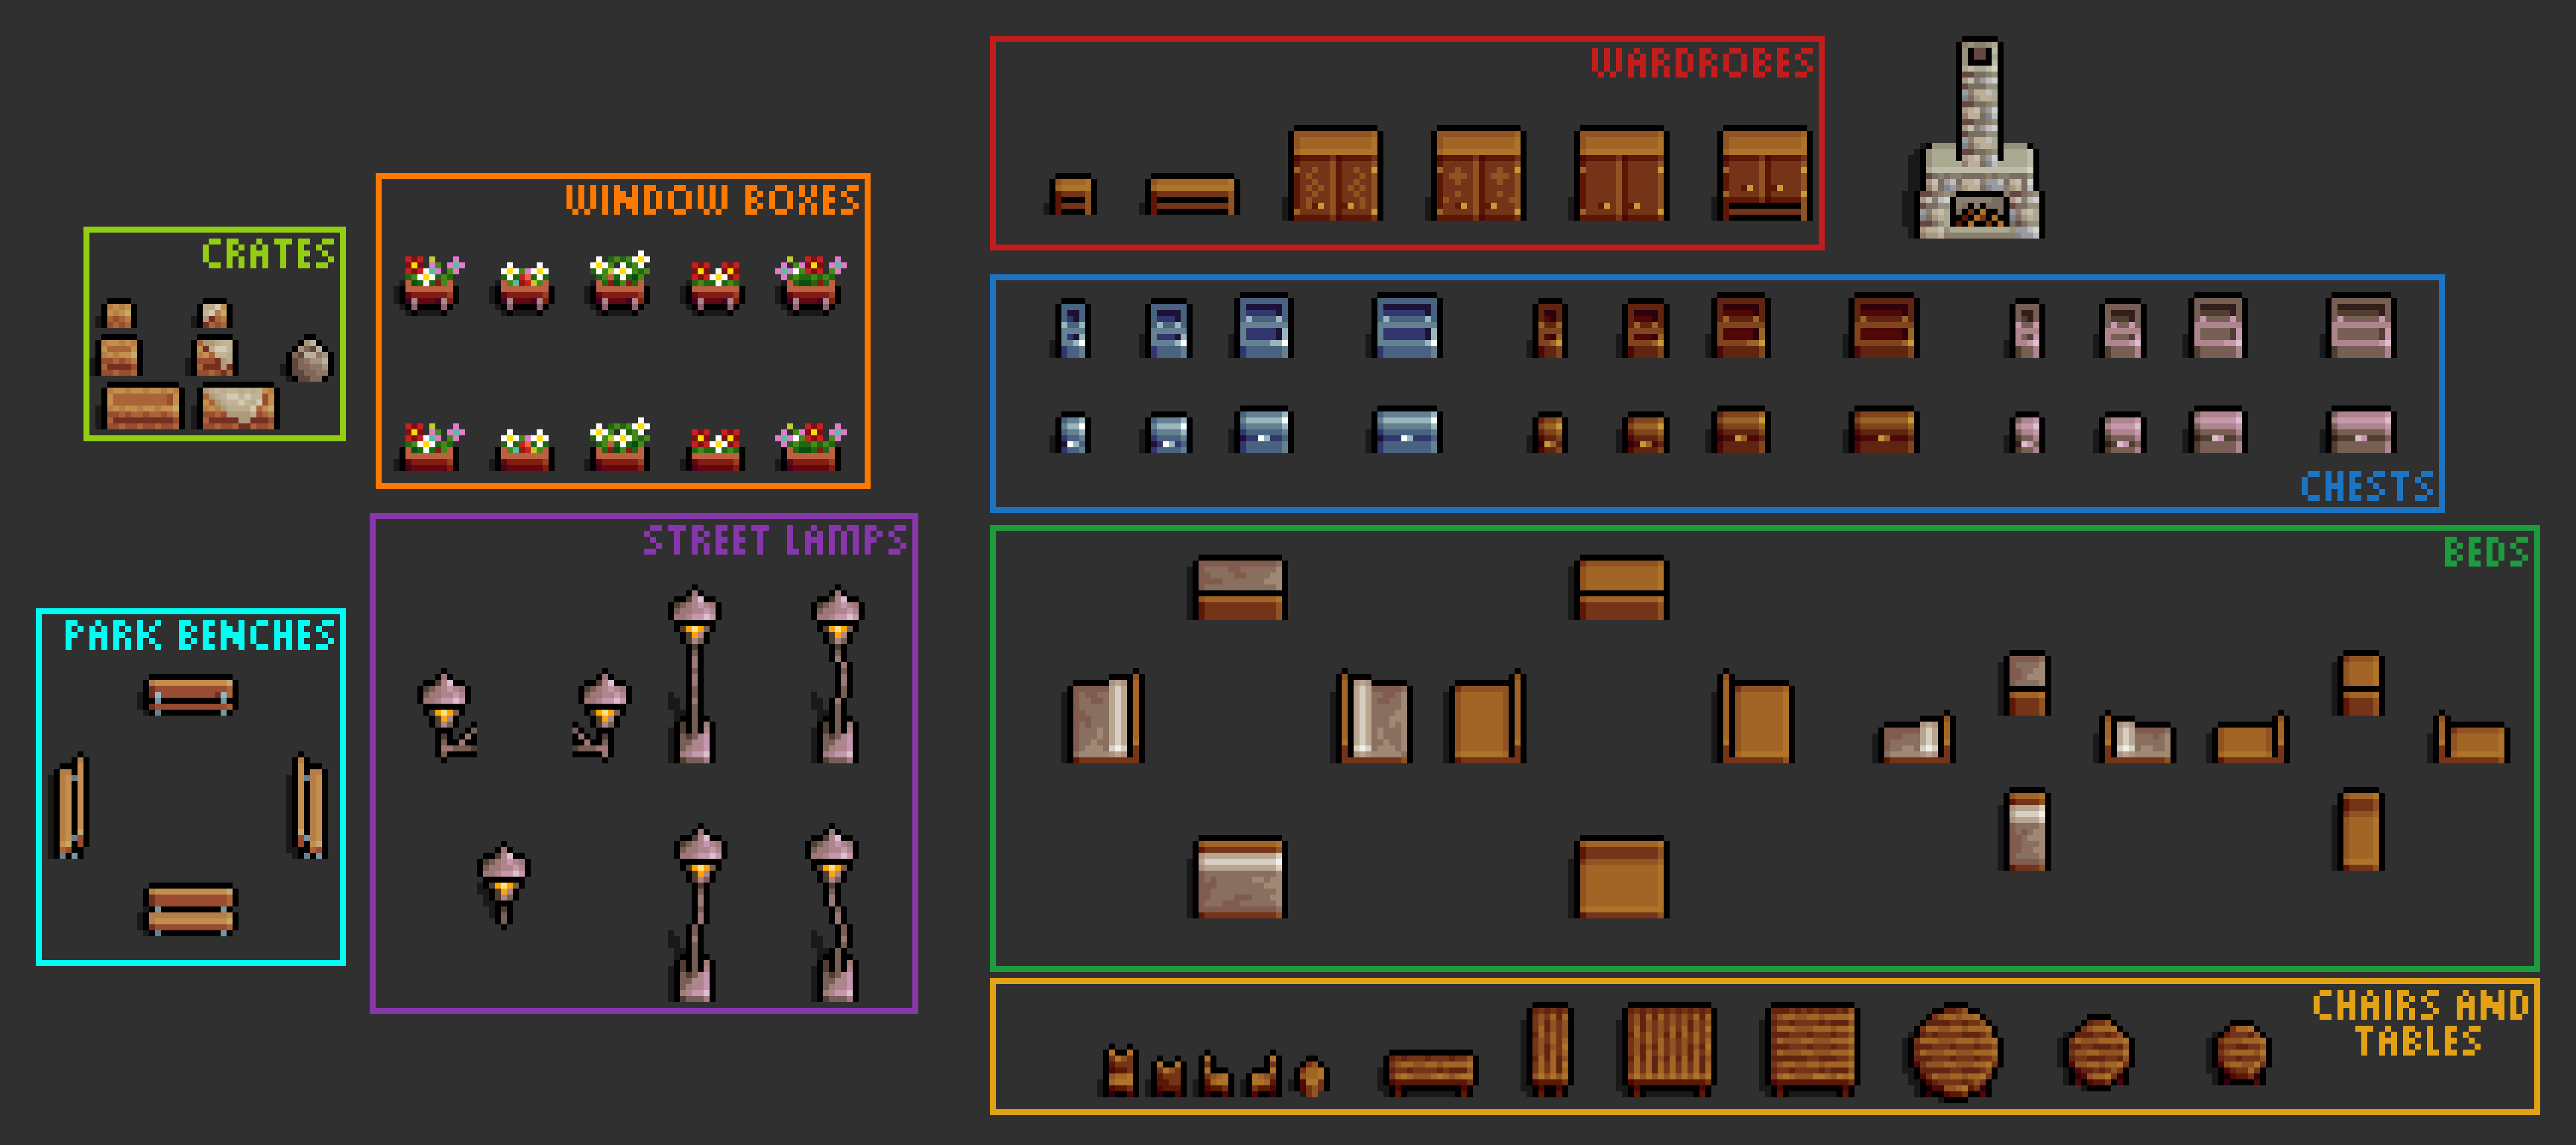 WARDROBES
WINDOW BOXES
CRATES
CHESTS
STREET LAMPS
BEDS
PARK BENCHES
CHAIRS AND
TABLES